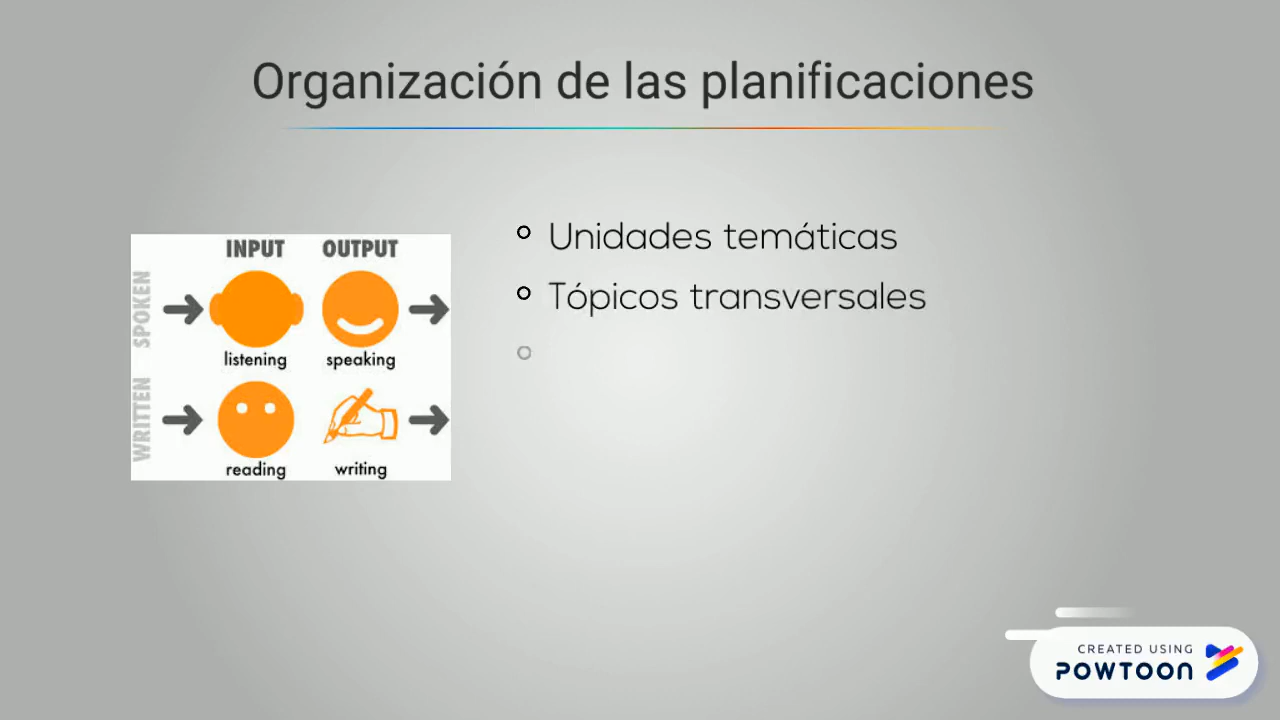 Organización de las planificaciones
INPUT OUTPUT
SPOKEN
listening speaking
WRITTEN
reading writing
Unidades temáticas
Tópicos transversales
CREATED USING
POWTOON